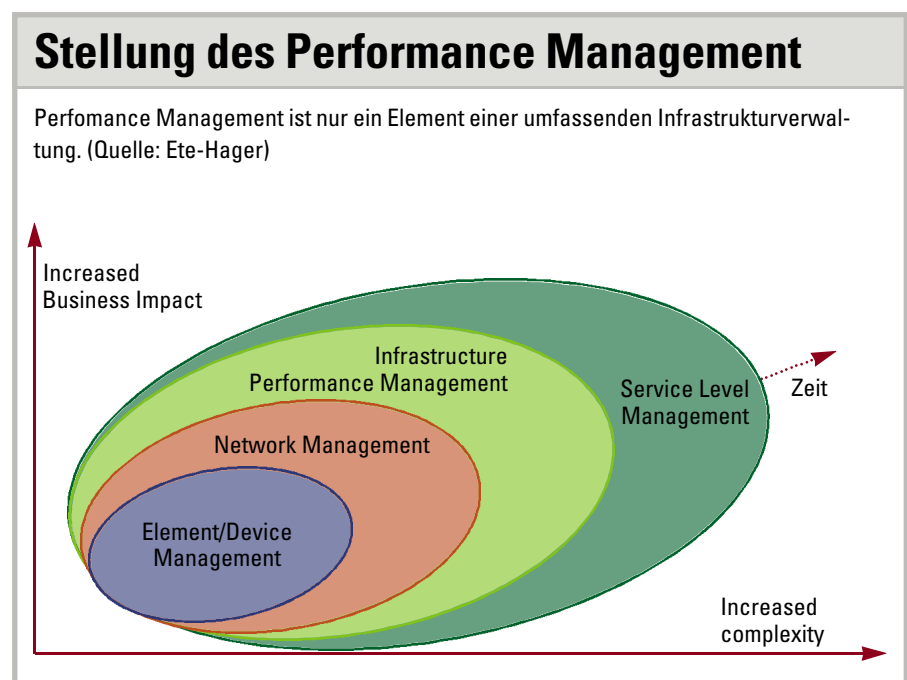 Stellung des Performance Management
Perfomance Management ist nur ein Element einer umfassenden Infrastrukturverwal-
tung. (Quelle: Ete-Hager)
Increased
Business Impact
Infrastructure
Performance Management
Service Level
Management
Zeit
Network Management
Element/Device
Management
Increased
complexity